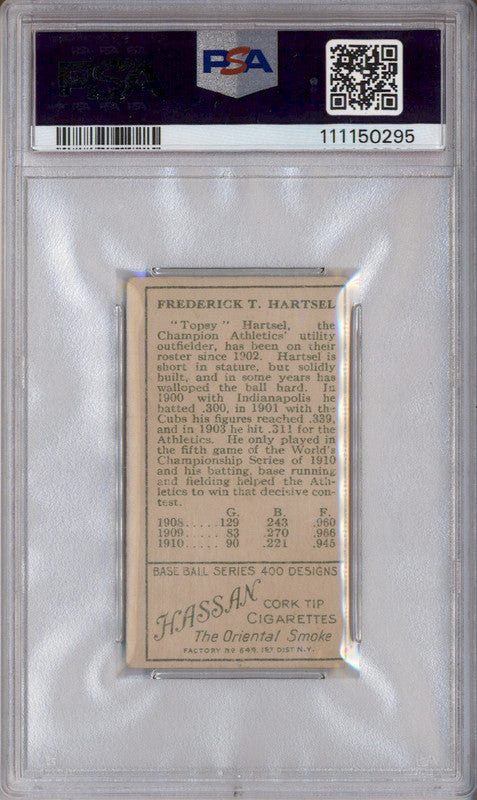 PSA
PSA
111150295
FREDERICK T. HARTSEL
"Topsy" Hartsel, the
Champion Athletics' utility
outfielder, has been on their
roster since 1902. Hartsel is
short in stature, but solidly
built, and in some years has
walloped the ball hard. In
1900 with Indianapolis he
batted .300, in 1901 with the
Cubs his figures reached .339,
and in 1903 he hit .311 for the
Athletics. He only played in
the fifth game of the World's
Championship Series of 1910
and his batting, base running
and fielding helped the Ath-
letics to win that decisive con-
test.
G. B. F.
1908.....129 .243 .960
1909..... 83 .270 .966
1910..... 90 .221 .945
BASE BALL SERIES 400 DESIGNS
HASSAN CORK TIP
CIGARETTES
The Oriental Smoke
FACTORY No 649, 1ST DIST N.Y.